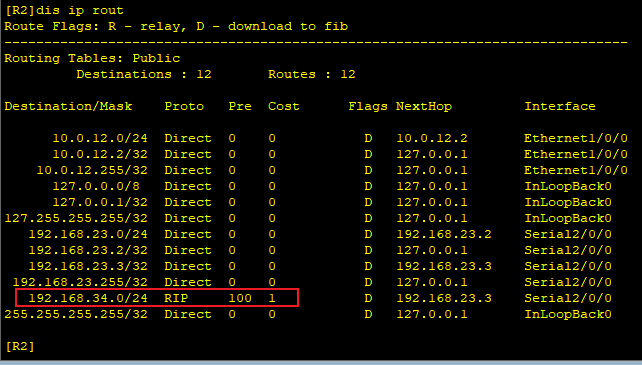 [R2]dis ip rout
Route Flags: R - relay, D - download to fib
------------------------------------------------------------------------------
Routing Tables: Public
         Destinations : 12       Routes : 12

Destination/Mask    Proto   Pre  Cost      Flags NextHop         Interface

      10.0.12.0/24  Direct  0    0           D   10.0.12.2       Ethernet1/0/0
      10.0.12.2/32  Direct  0    0           D   127.0.0.1       Ethernet1/0/0
    10.0.12.255/32  Direct  0    0           D   127.0.0.1       Ethernet1/0/0
      127.0.0.0/8   Direct  0    0           D   127.0.0.1       InLoopBack0
      127.0.0.1/32  Direct  0    0           D   127.0.0.1       InLoopBack0
127.255.255.255/32  Direct  0    0           D   127.0.0.1       InLoopBack0
   192.168.23.0/24  Direct  0    0           D   192.168.23.2    Serial2/0/0
   192.168.23.2/32  Direct  0    0           D   127.0.0.1       Serial2/0/0
   192.168.23.3/32  Direct  0    0           D   192.168.23.3    Serial2/0/0
 192.168.23.255/32  Direct  0    0           D   127.0.0.1       Serial2/0/0
   192.168.34.0/24  RIP     100  1           D   192.168.23.3    Serial2/0/0
255.255.255.255/32  Direct  0    0           D   127.0.0.1       InLoopBack0

[R2]